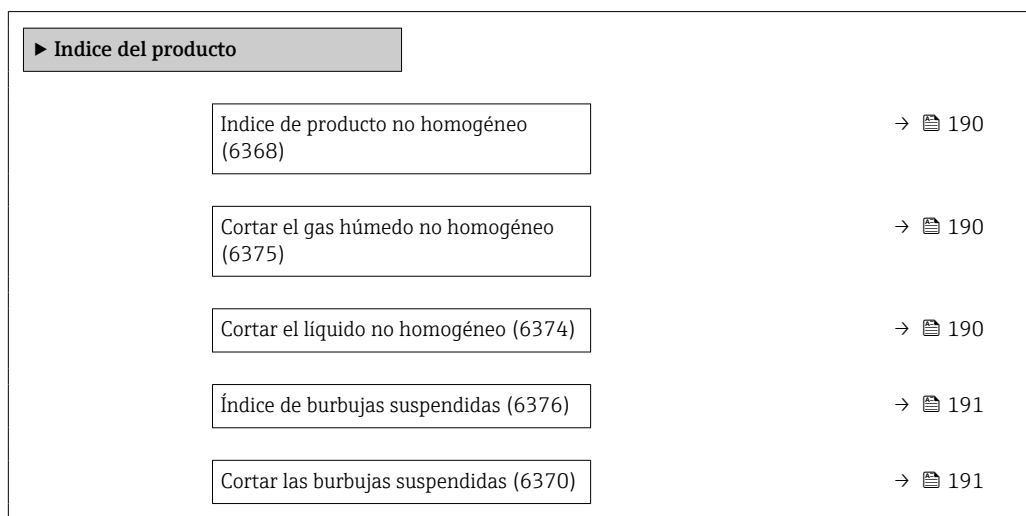 ▶ Indice del producto
Indice de producto no homogéneo
(6368)
→ 190
Cortar el gas húmedo no homogéneo
(6375)
→ 190
Cortar el líquido no homogéneo (6374)
→ 190
Índice de burbujas suspendidas (6376)
→ 191
Cortar las burbujas suspendidas (6370)
→ 191